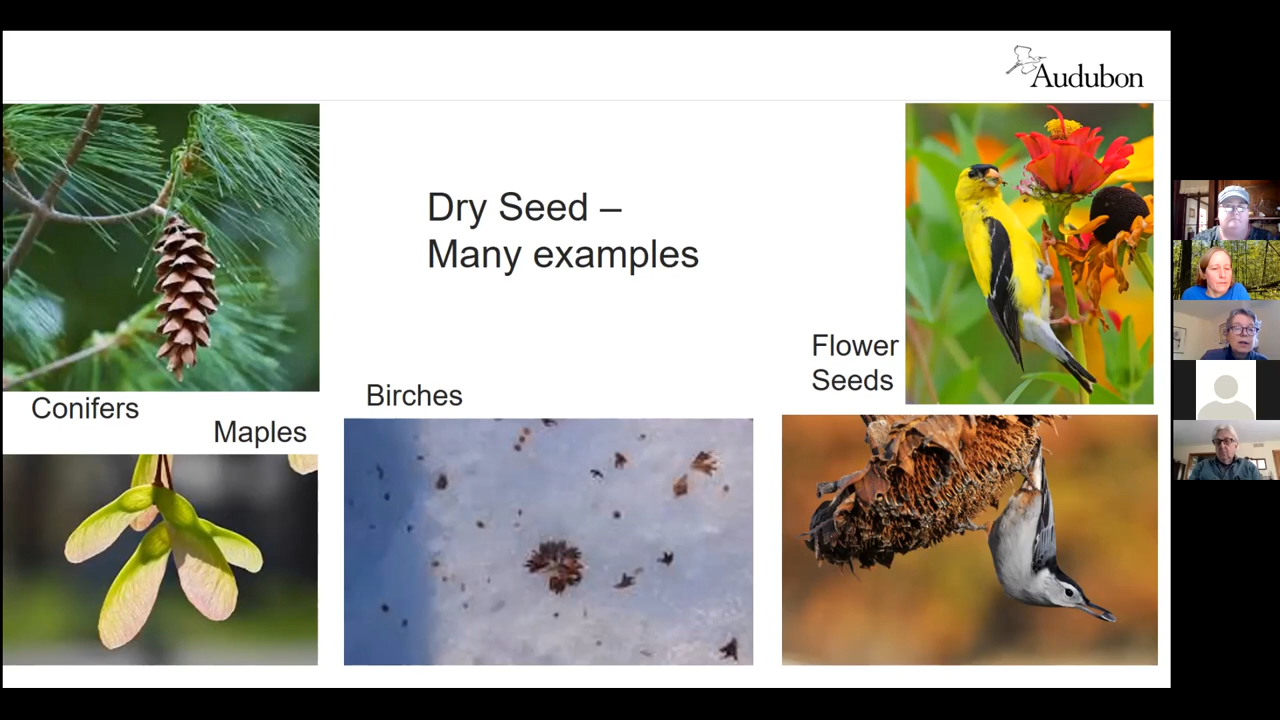 Audubon
Dry Seed –
Many examples
Flower
Seeds
Birches
Conifers
Maples